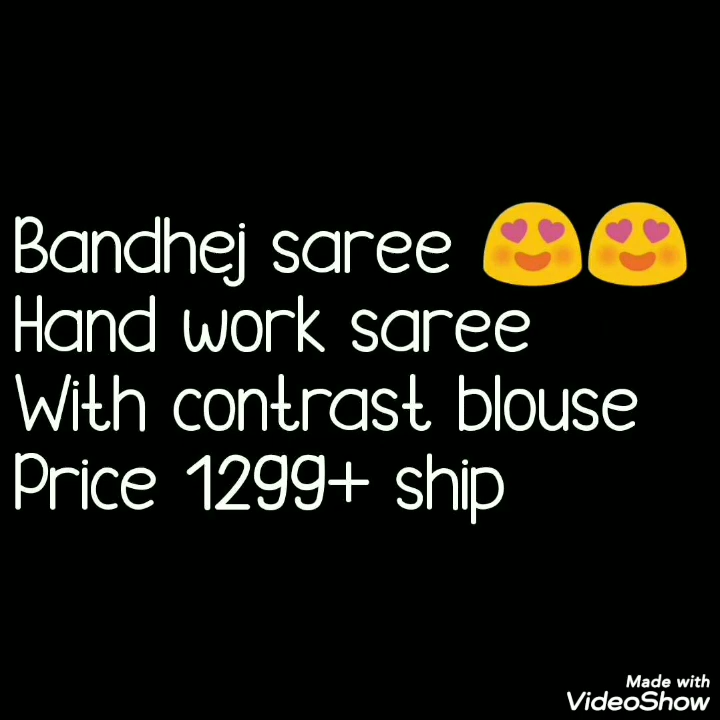 Bandhej saree 😍😍
Hand work saree
With contrast blouse
Price 1299+ ship
Made with
VideoShow